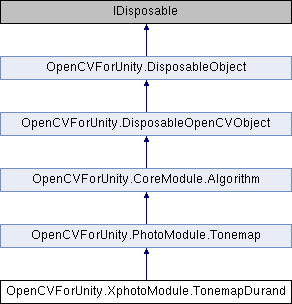 IDisposable
OpenCVForUnity.DisposableObject
OpenCVForUnity.DisposableOpenCVObject
OpenCVForUnity.CoreModule.Algorithm
OpenCVForUnity.PhotoModule.Tonemap
OpenCVForUnity.XphotoModule.TonemapDurand